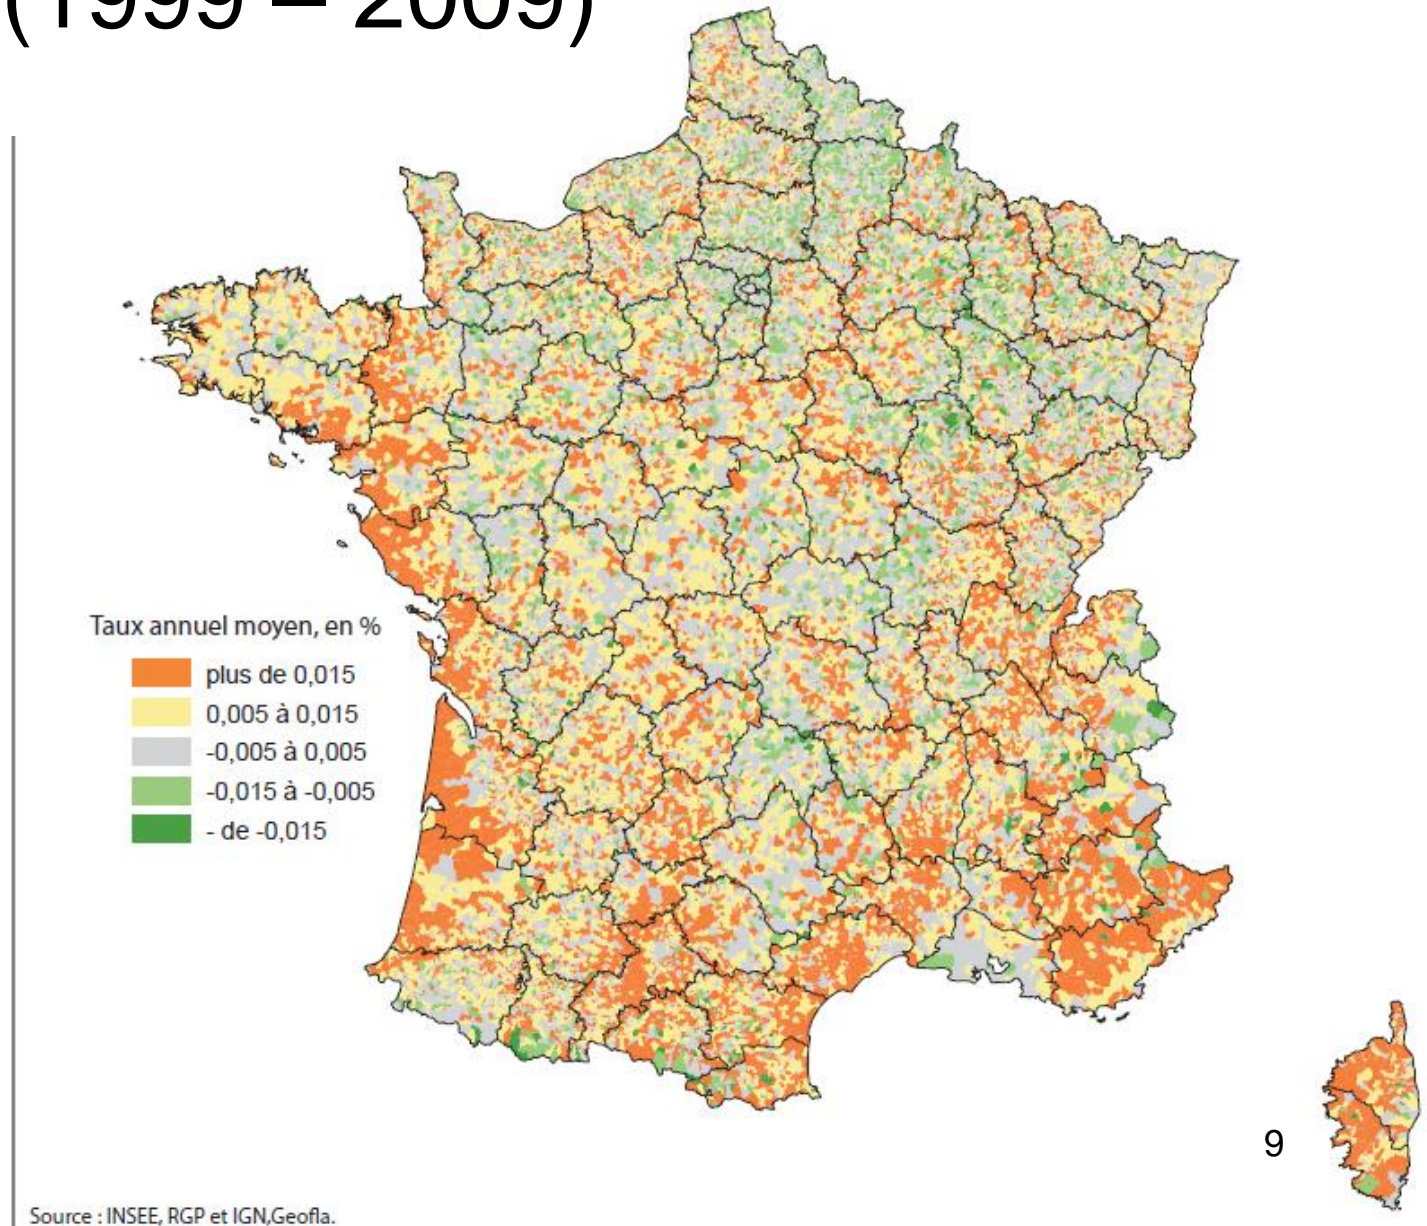 (1999 – 2009)
Taux annuel moyen, en %
plus de 0,015
0,005 à 0,015
-0,005 à 0,005
-0,015 à -0,005
- de -0,015
9
Source : INSEE, RGP et IGN,Geofla.